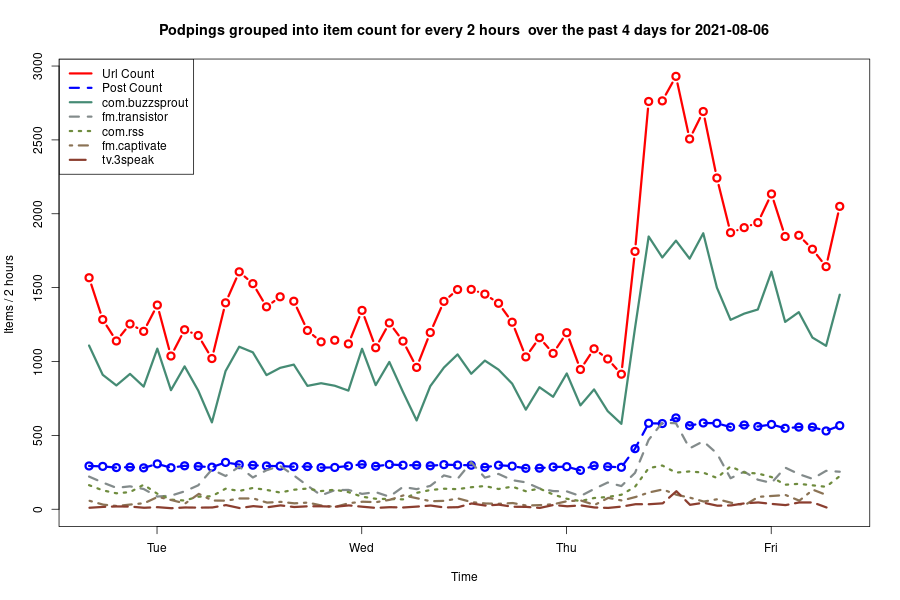 Podpings grouped into item count for every 2 hours  over the past 4 days for 2021-08-06
Url Count
Post Count
com.buzzsprout
fm.transistor
com.rss
fm.captivate
tv.3speak
3000
2500
2000
1500
1000
500
0
Items / 2 hours
Tue Wed Thu Fri
Time